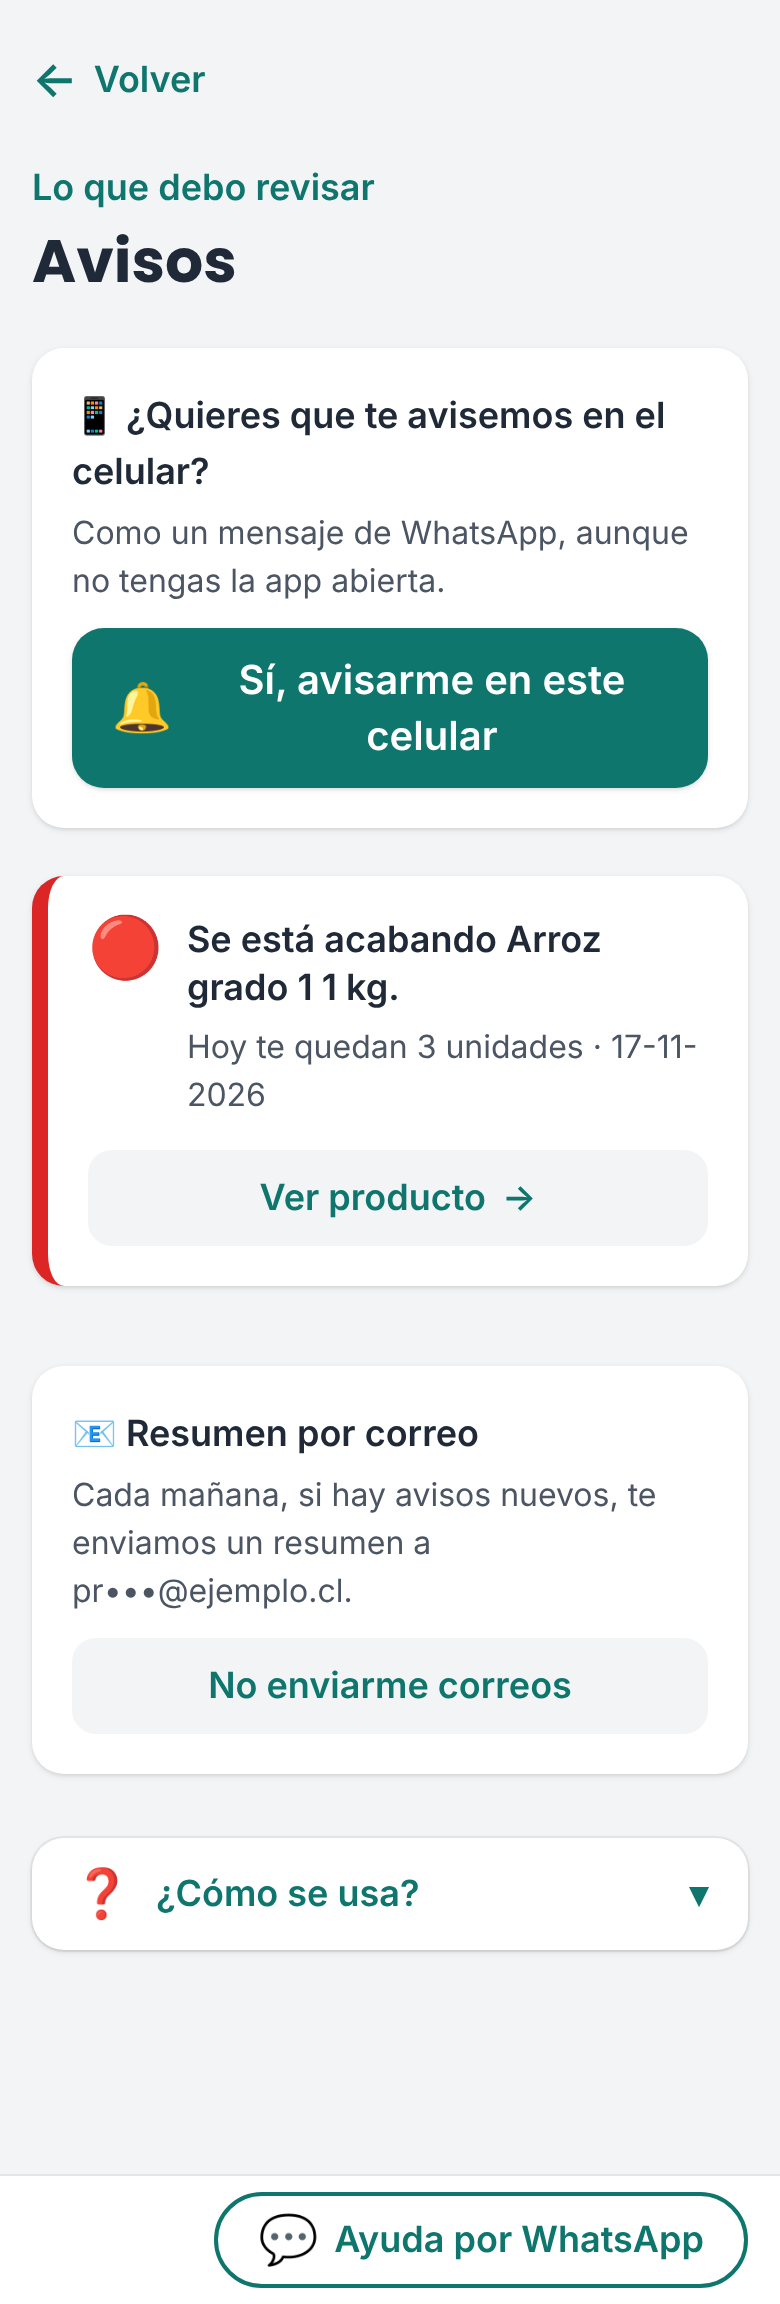 ← Volver
Lo que debo revisar
Avisos
📱 ¿Quieres que te avisemos en el
celular?
Como un mensaje de WhatsApp, aunque
no tengas la app abierta.
🔔 Sí, avisarme en este
celular
🔴 Se está acabando Arroz
grado 1 1 kg.
Hoy te quedan 3 unidades · 17-11-
2026
Ver producto →
📧 Resumen por correo
Cada mañana, si hay avisos nuevos, te
enviamos un resumen a
pr•••@ejemplo.cl.
No enviarme correos
❓ ¿Cómo se usa? ▼
💬 Ayuda por WhatsApp